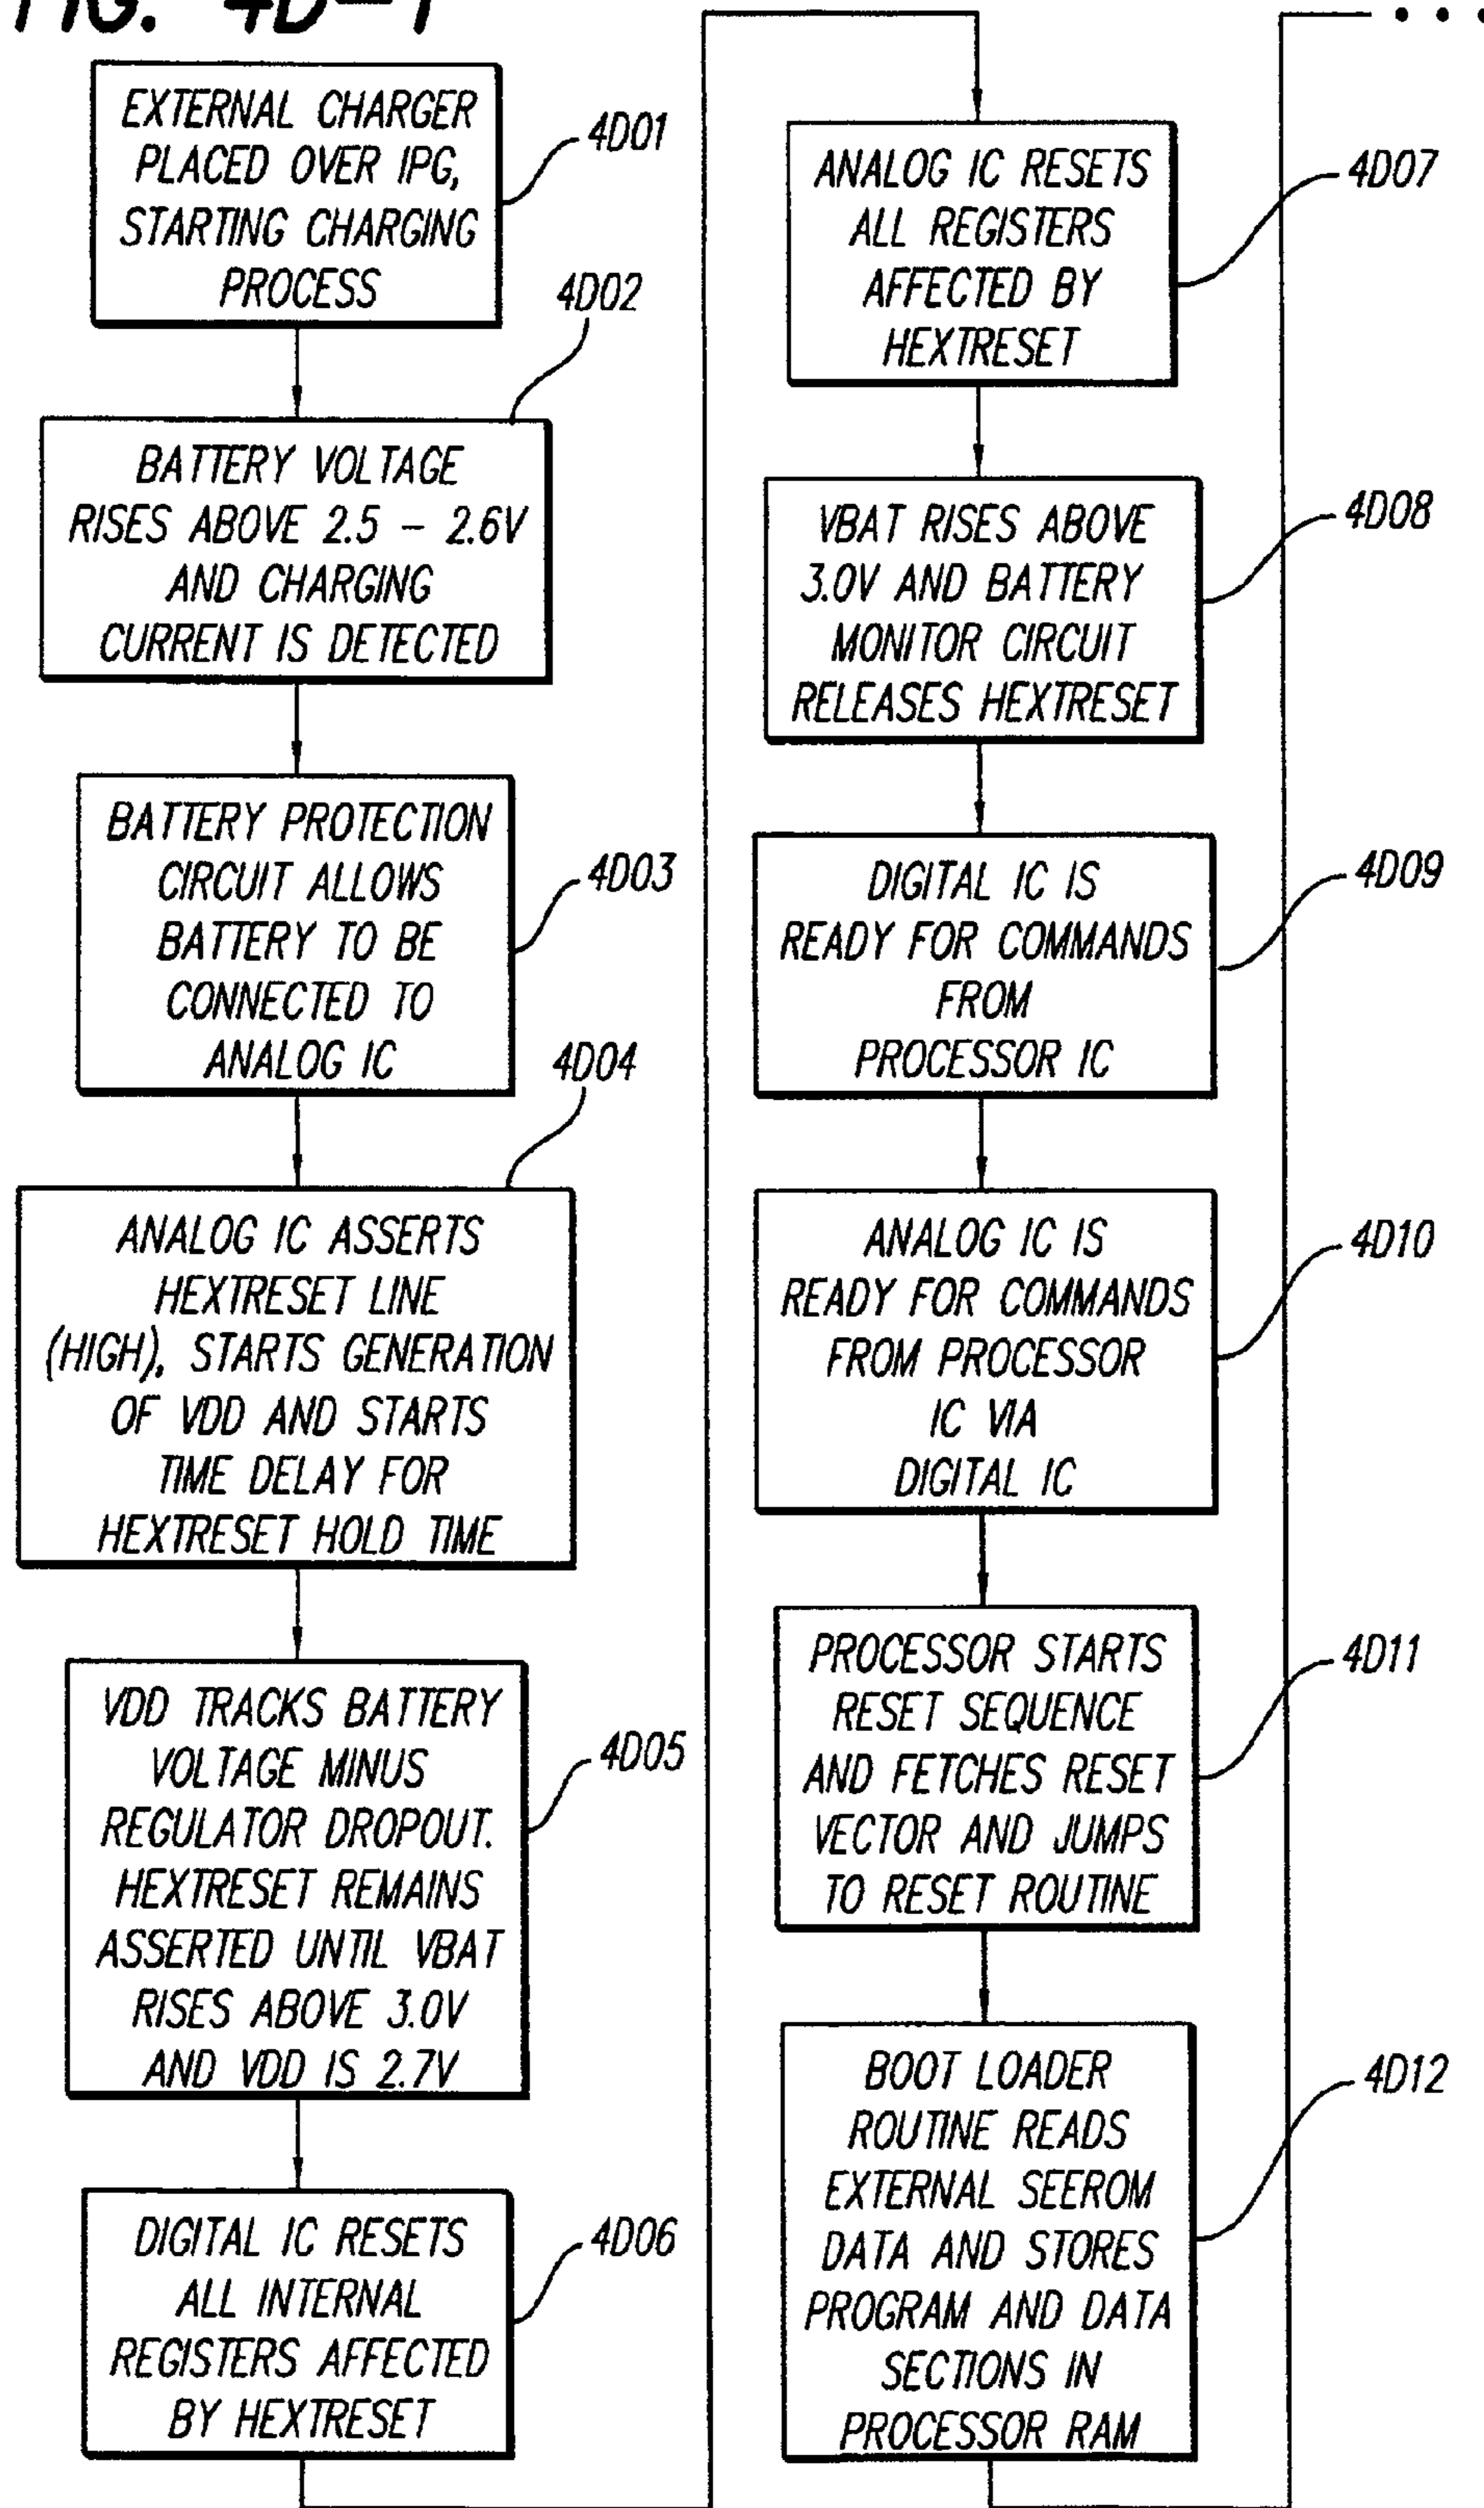 FIG. 4D-1
EXTERNAL CHARGER
PLACED OVER IPG,
STARTING CHARGING
PROCESS
4D01
4D02
BATTERY VOLTAGE
RISES ABOVE 2.5 – 2.6V
AND CHARGING
CURRENT IS DETECTED
BATTERY PROTECTION
CIRCUIT ALLOWS
BATTERY TO BE
CONNECTED TO
ANALOG IC
4D03
4D04
ANALOG IC ASSERTS
HEXTRESET LINE
(HIGH), STARTS GENERATION
OF VDD AND STARTS
TIME DELAY FOR
HEXTRESET HOLD TIME
VDD TRACKS BATTERY
VOLTAGE MINUS
REGULATOR DROPOUT.
HEXTRESET REMAINS
ASSERTED UNTIL VBAT
RISES ABOVE 3.0V
AND VDD IS 2.7V
4D05
DIGITAL IC RESETS
ALL INTERNAL
REGISTERS AFFECTED
BY HEXTRESET
4D06
ANALOG IC RESETS
ALL REGISTERS
AFFECTED BY
HEXTRESET
4D07
VBAT RISES ABOVE
3.0V AND BATTERY
MONITOR CIRCUIT
RELEASES HEXTRESET
4D08
DIGITAL IC IS
READY FOR COMMANDS
FROM
PROCESSOR IC
4D09
ANALOG IC IS
READY FOR COMMANDS
FROM PROCESSOR
IC VIA
DIGITAL IC
4D10
PROCESSOR STARTS
RESET SEQUENCE
AND FETCHES RESET
VECTOR AND JUMPS
TO RESET ROUTINE
4D11
BOOT LOADER
ROUTINE READS
EXTERNAL SEEROM
DATA AND STORES
PROGRAM AND DATA
SECTIONS IN
PROCESSOR RAM
4D12